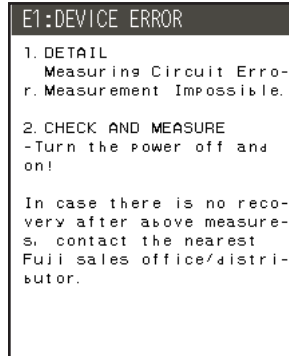 E1:DEVICE ERROR
1. DETAIL
Measuring Circuit Erro-
r. Measurement Impossible.
2. CHECK AND MEASURE
-Turn the power off and
on!
In case there is no reco-
very after above measure-
s, contact the nearest
Fuji sales office/distri-
butor.